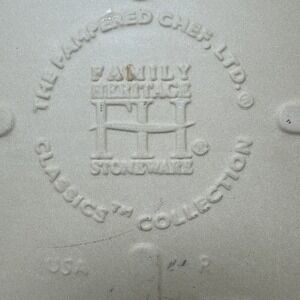 THE PAMPERED CHEF, LTD.®
FAMILY
HERITAGE
FH®
STONEWARE
CLASSICS™ COLLECTION
USA
R